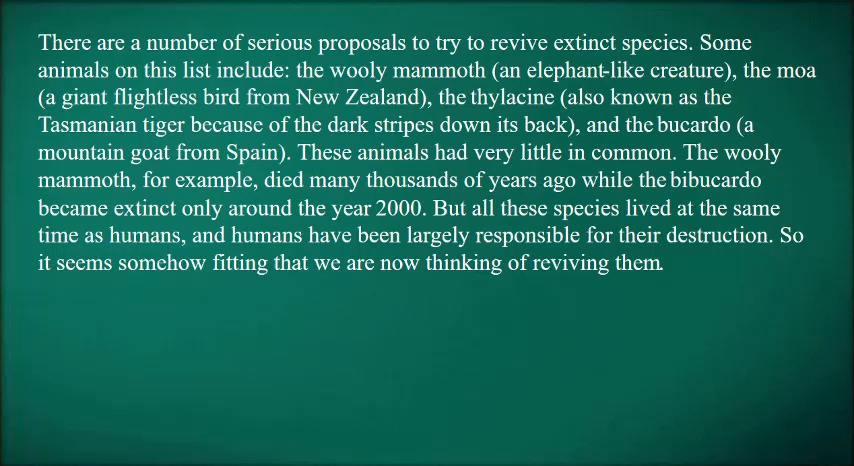 There are a number of serious proposals to try to revive extinct species. Some
animals on this list include: the wooly mammoth (an elephant-like creature), the moa
(a giant flightless bird from New Zealand), the thylacine (also known as the
Tasmanian tiger because of the dark stripes down its back), and the bucardo (a
mountain goat from Spain). These animals had very little in common. The wooly
mammoth, for example, died many thousands of years ago while the bibucardo
became extinct only around the year 2000. But all these species lived at the same
time as humans, and humans have been largely responsible for their destruction. So
it seems somehow fitting that we are now thinking of reviving them.